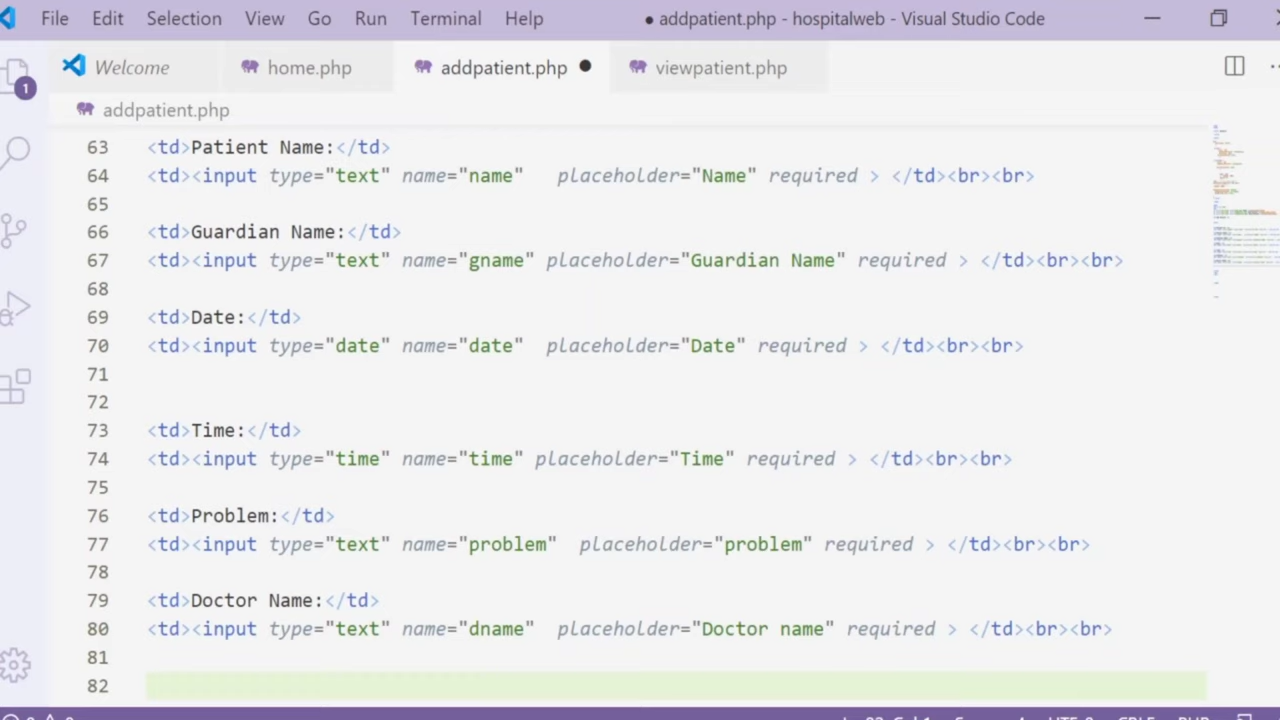 File Edit Selection View Go Run Terminal Help ● addpatient.php - hospitalweb - Visual Studio Code
Welcome home.php addpatient.php viewpatient.php
1
addpatient.php
63 <td>Patient Name:</td>
64 <td><input type="text" name="name placeholder="Name" required > </td><br><br>
65
66 <td>Guardian Name:</td>
67 <td><input type="text" name="gname placeholder="Guardian Name" required </td><br><br>
68
69 <td>Date:</td>
70 <td><input type="date" name="date" placeholder="Date" required > </td><br><br>
71
72
73 <td>Time:</td>
74 <td><input type="time" name="time" placeholder="Time" required > </td><br><br>
75
76 <td>Problem:</td>
77 <td><input type="text" name="problem" placeholder="problem" required > </td><br><br>
78
79 <td>Doctor Name:</td>
80 <td><input type="text" name="dname" placeholder="Doctor name" required > </td><br><br>
81
82